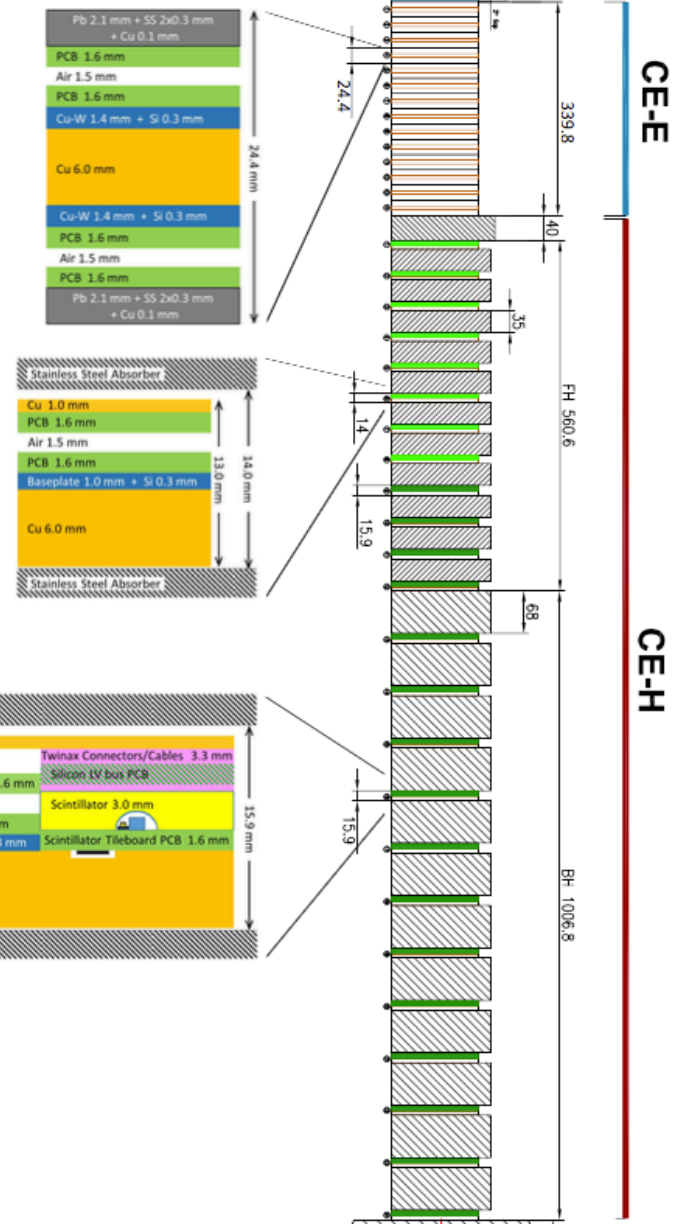 Pb 2.1 mm + SS 2x0.3 mm
+ Cu 0.1 mm
PCB 1.6 mm
Air 1.5 mm
PCB 1.6 mm
Cu-W 1.4 mm + Si 0.3 mm
Cu 6.0 mm
Cu-W 1.4 mm + Si 0.3 mm
PCB 1.6 mm
Air 1.5 mm
PCB 1.6 mm
Pb 2.1 mm + SS 2x0.3 mm
+ Cu 0.1 mm
24.4 mm
Stainless Steel Absorber
Cu 1.0 mm
PCB 1.6 mm
Air 1.5 mm
PCB 1.6 mm
Baseplate 1.0 mm + Si 0.3 mm
Cu 6.0 mm
Stainless Steel Absorber
13.0 mm
14.0 mm
Twinax Connectors/Cables 3.3 mm
Silicon LV bus PCB
.6 mm
Scintillator 3.0 mm
m
mm
Scintillator Tileboard PCB 1.6 mm
15.9 mm
24.4
339.8
40
35
14
FH 560.6
15.9
68
15.9
BH 1006.8
CE-E
CE-H